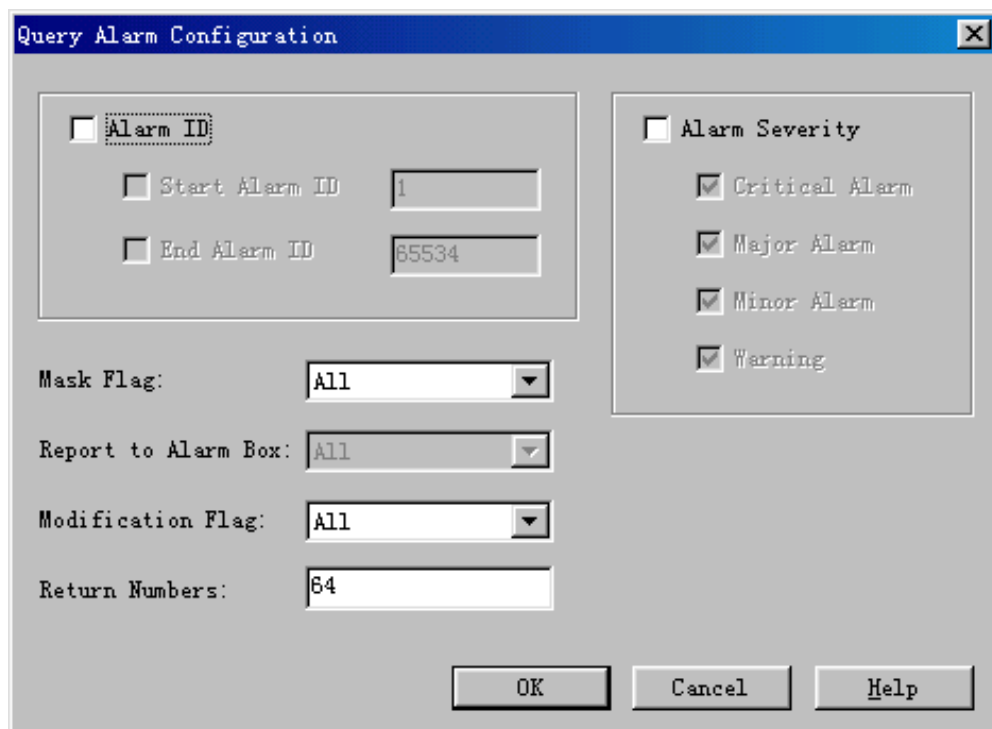 Query Alarm Configuration
Alarm ID
Start Alarm ID 1
End Alarm ID 65534
Alarm Severity
Critical Alarm
Major Alarm
Minor Alarm
Warning
Mask Flag: All
Report to Alarm Box: All
Modification Flag: All
Return Numbers: 64
OK Cancel Help